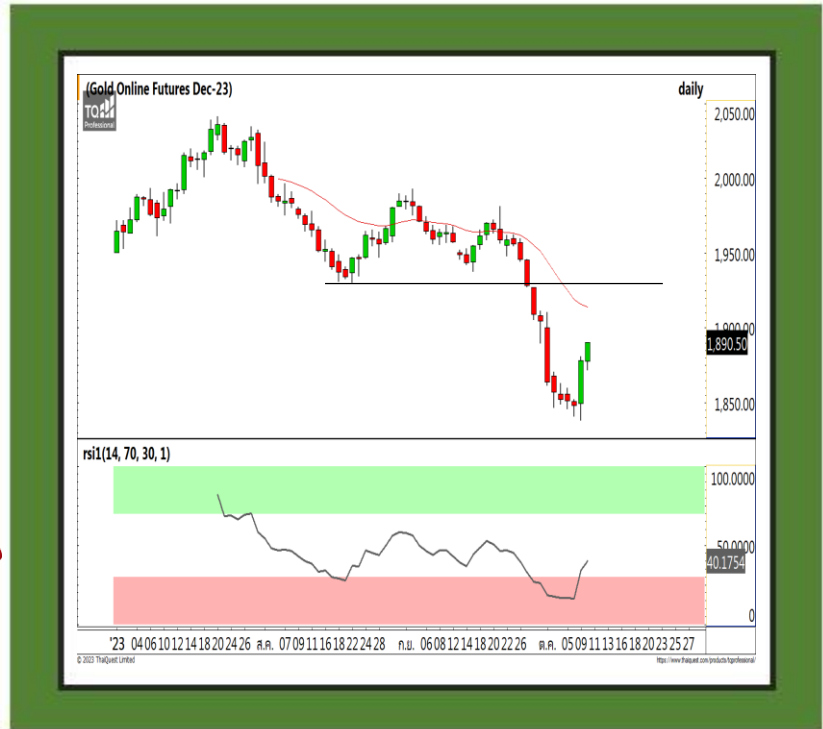 (Gold Online Futures Dec-23) daily
TQ
Professional
2,050.00
2,000.00
1,950.00
1,900.00
1,890.50
1,850.00
rsi1(14, 70, 30, 1)
100.0000
50.0000
40.1754
0
'23 04 06 10 12 14 18 20 24 26 ส.ค. 07 09 11 16 18 22 24 28 ก.ย. 06 08 12 14 18 20 22 26 ต.ค. 05 09 11 13 16 18 20 23 25 27
© 2023 ThaiQuest Limited https://www.thaiquest.com/products/tqprofessional/